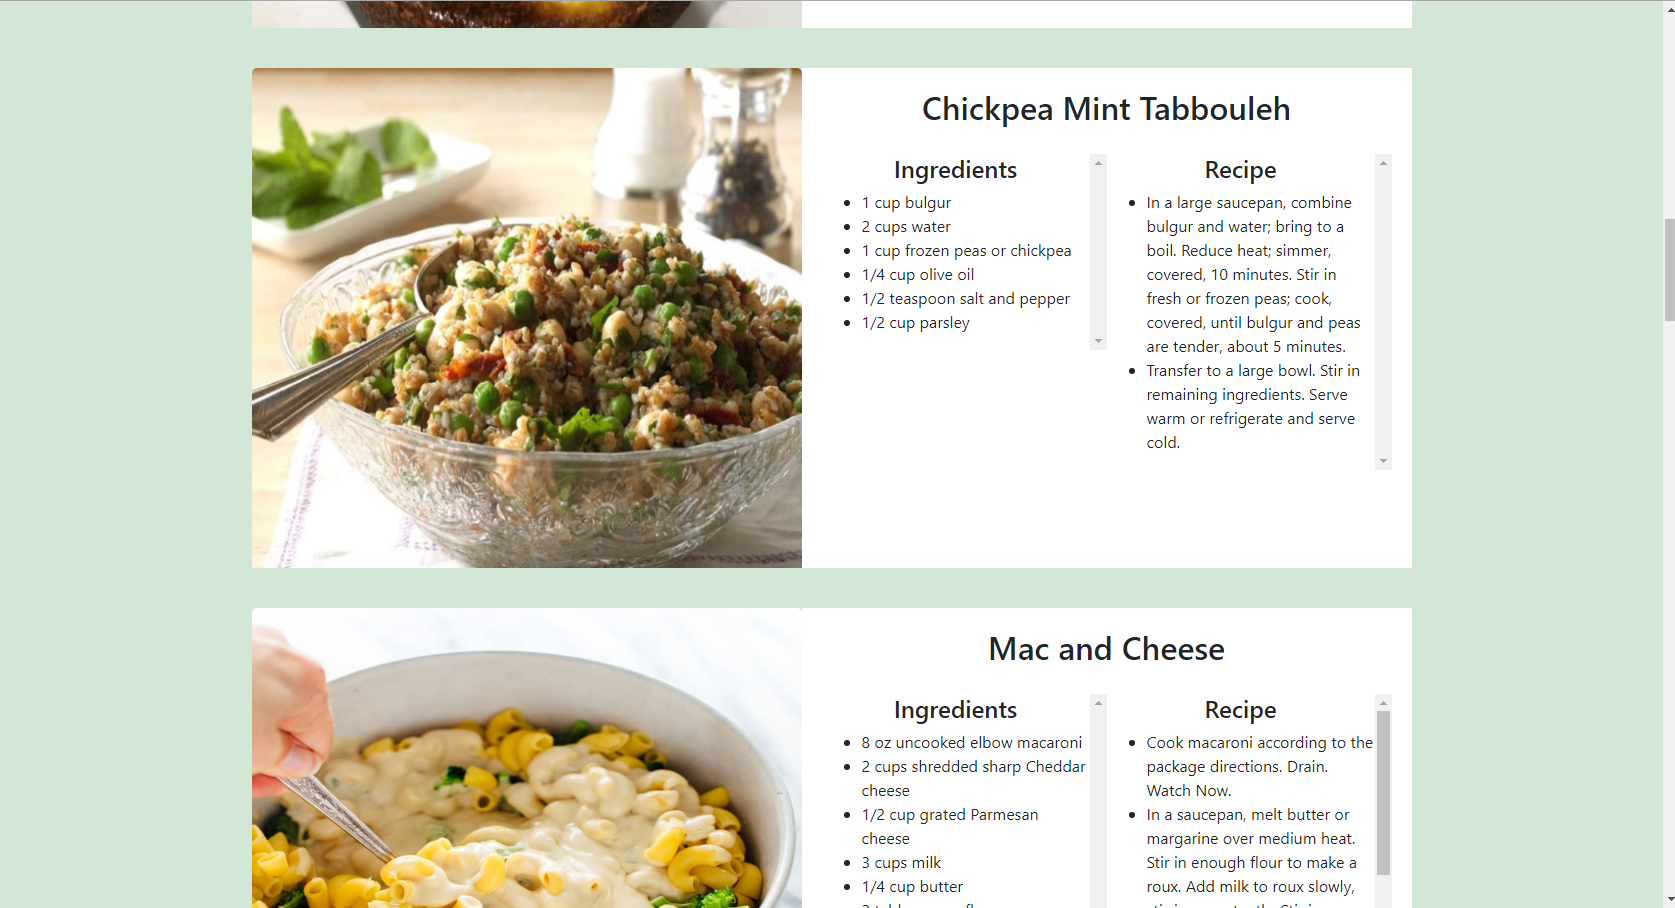 Chickpea Mint Tabbouleh
Ingredients
1 cup bulgur
2 cups water
1 cup frozen peas or chickpea
1/4 cup olive oil
1/2 teaspoon salt and pepper
1/2 cup parsley
Recipe
In a large saucepan, combine
bulgur and water; bring to a
boil. Reduce heat; simmer,
covered, 10 minutes. Stir in
fresh or frozen peas; cook,
covered, until bulgur and peas
are tender, about 5 minutes.
Transfer to a large bowl. Stir in
remaining ingredients. Serve
warm or refrigerate and serve
cold.
Mac and Cheese
Ingredients
8 oz uncooked elbow macaroni
2 cups shredded sharp Cheddar
cheese
1/2 cup grated Parmesan
cheese
3 cups milk
1/4 cup butter
Recipe
Cook macaroni according to the
package directions. Drain.
Watch Now.
In a saucepan, melt butter or
margarine over medium heat.
Stir in enough flour to make a
roux. Add milk to roux slowly,